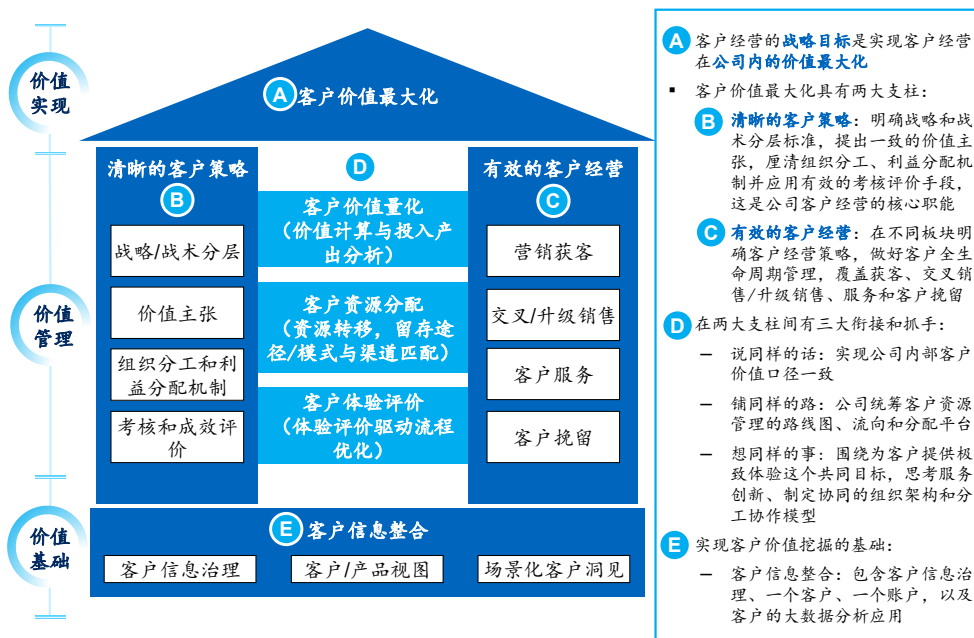 价值
实现
A 客户价值最大化
价值
管理
清晰的客户策略
B
战略/战术分层
价值主张
组织分工和利
益分配机制
考核和成效评
价
D
客户价值量化
（价值计算与投入产
出分析）
客户资源分配
（资源转移，留存途
径/模式与渠道匹配）
客户体验评价
（体验评价驱动流程
优化）
有效的客户经营
C
营销获客
交叉/升级销售
客户服务
客户挽留
价值
基础
E 客户信息整合
客户信息治理
客户/产品视图
场景化客户洞见
A 客户经营的战略目标是实现客户经营
在公司内的价值最大化
▪ 客户价值最大化具有两大支柱：
B 清晰的客户策略：明确战略和战
术分层标准，提出一致的价值主
张，厘清组织分工、利益分配机
制并应用有效的考核评价手段，
这是公司客户经营的核心职能
C 有效的客户经营：在不同板块明
确客户经营策略，做好客户全生
命周期管理，覆盖获客、交叉销
售/升级销售、服务和客户挽留
D 在两大支柱间有三大衔接和抓手：
— 说同样的话：实现公司内部客户
价值口径一致
— 铺同样的路：公司统筹客户资源
管理的路线图、流向和分配平台
— 想同样的事：围绕为客户提供极
致体验这个共同目标，思考服务
创新、制定协同的组织架构和分
工协作模型
E 实现客户价值挖掘的基础：
— 客户信息整合：包含客户信息治
理、一个客户、一个账户，以及
客户的大数据分析应用